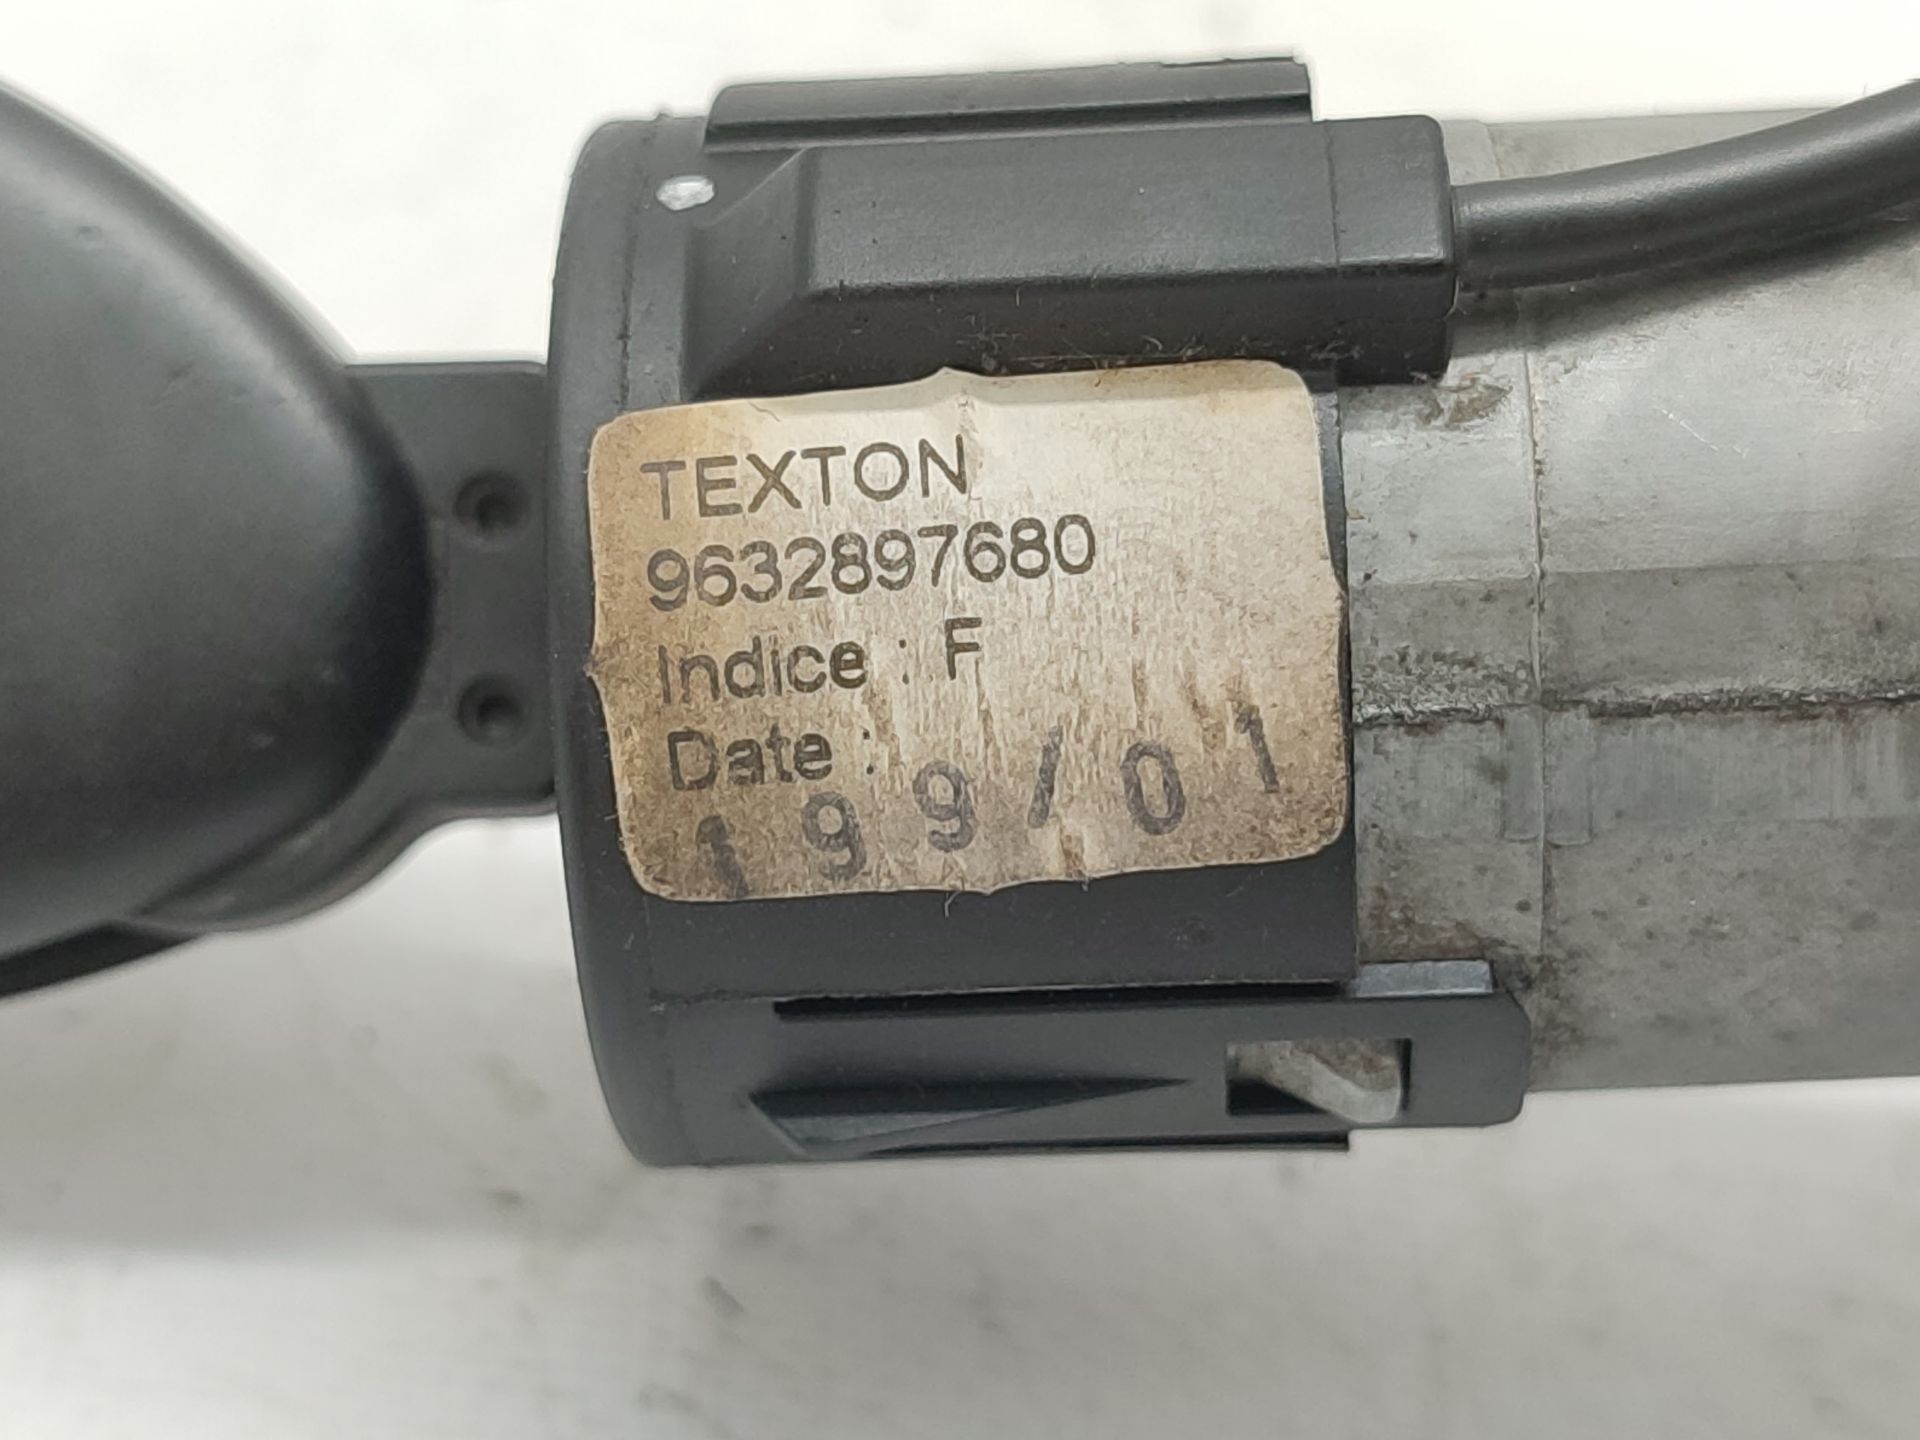 TEXTON
9632897680
Indice : F
Date :
199/01